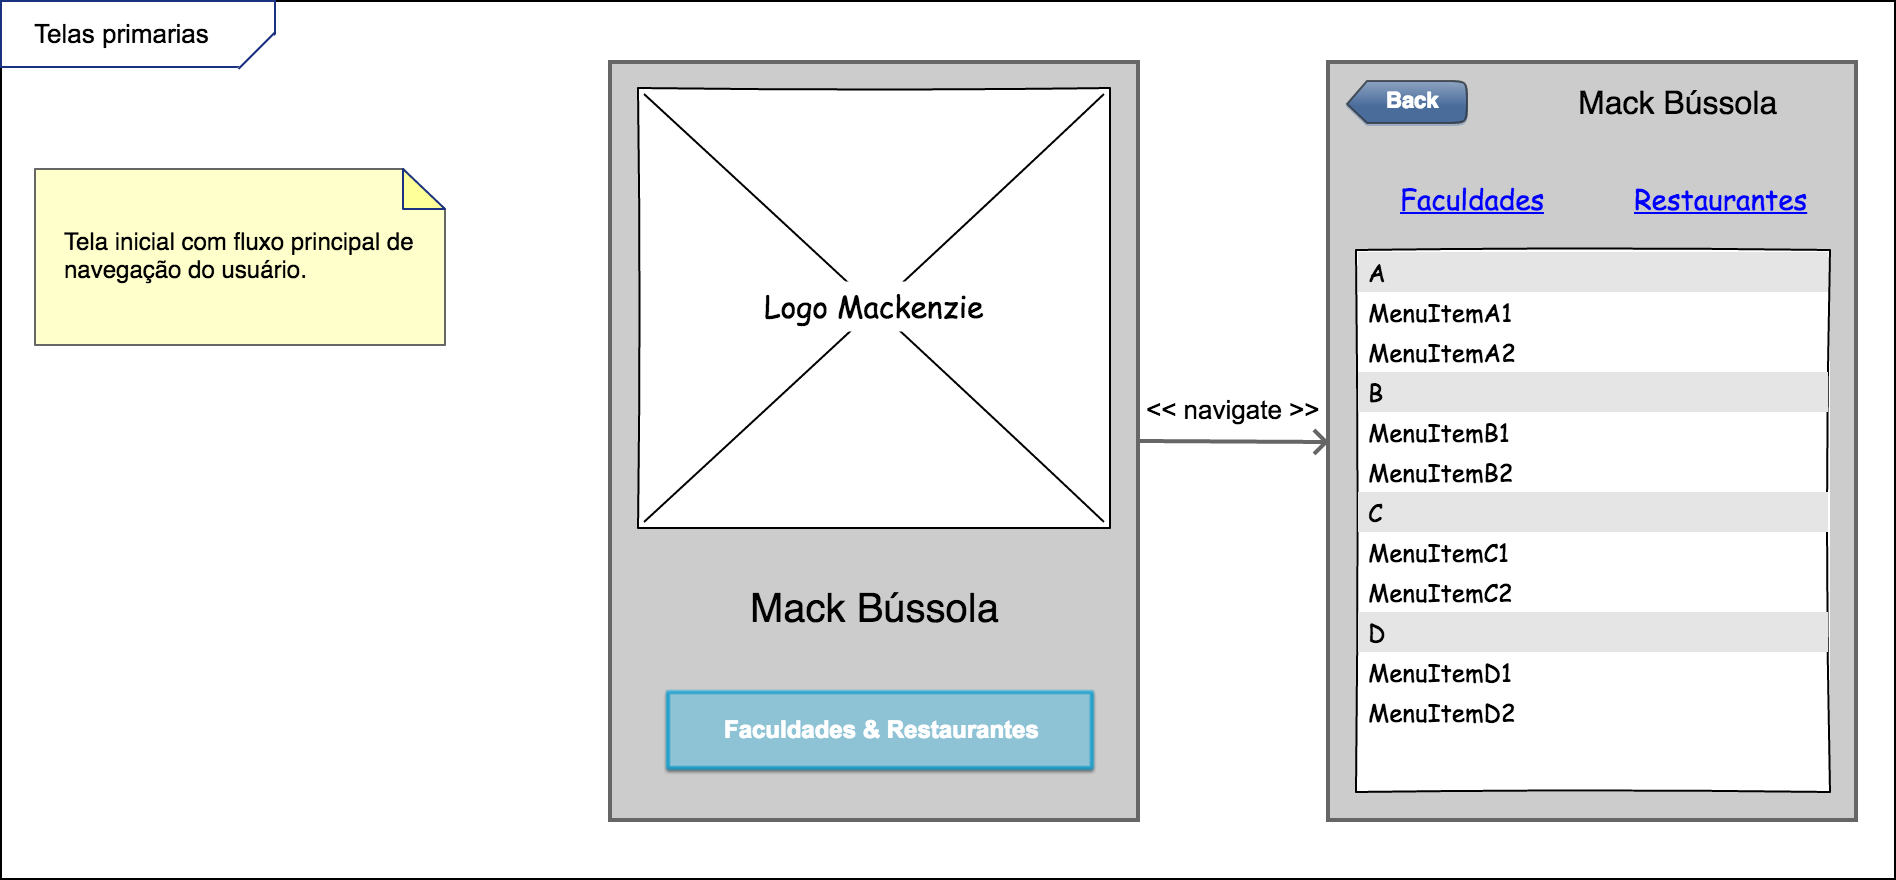 Telas primarias
Tela inicial com fluxo principal de
navegação do usuário.
Logo Mackenzie
Mack Bússola
Faculdades & Restaurantes
<< navigate >>
Back
Mack Bússola
Faculdades
Restaurantes
A
MenuItemA1
MenuItemA2
B
MenuItemB1
MenuItemB2
C
MenuItemC1
MenuItemC2
D
MenuItemD1
MenuItemD2